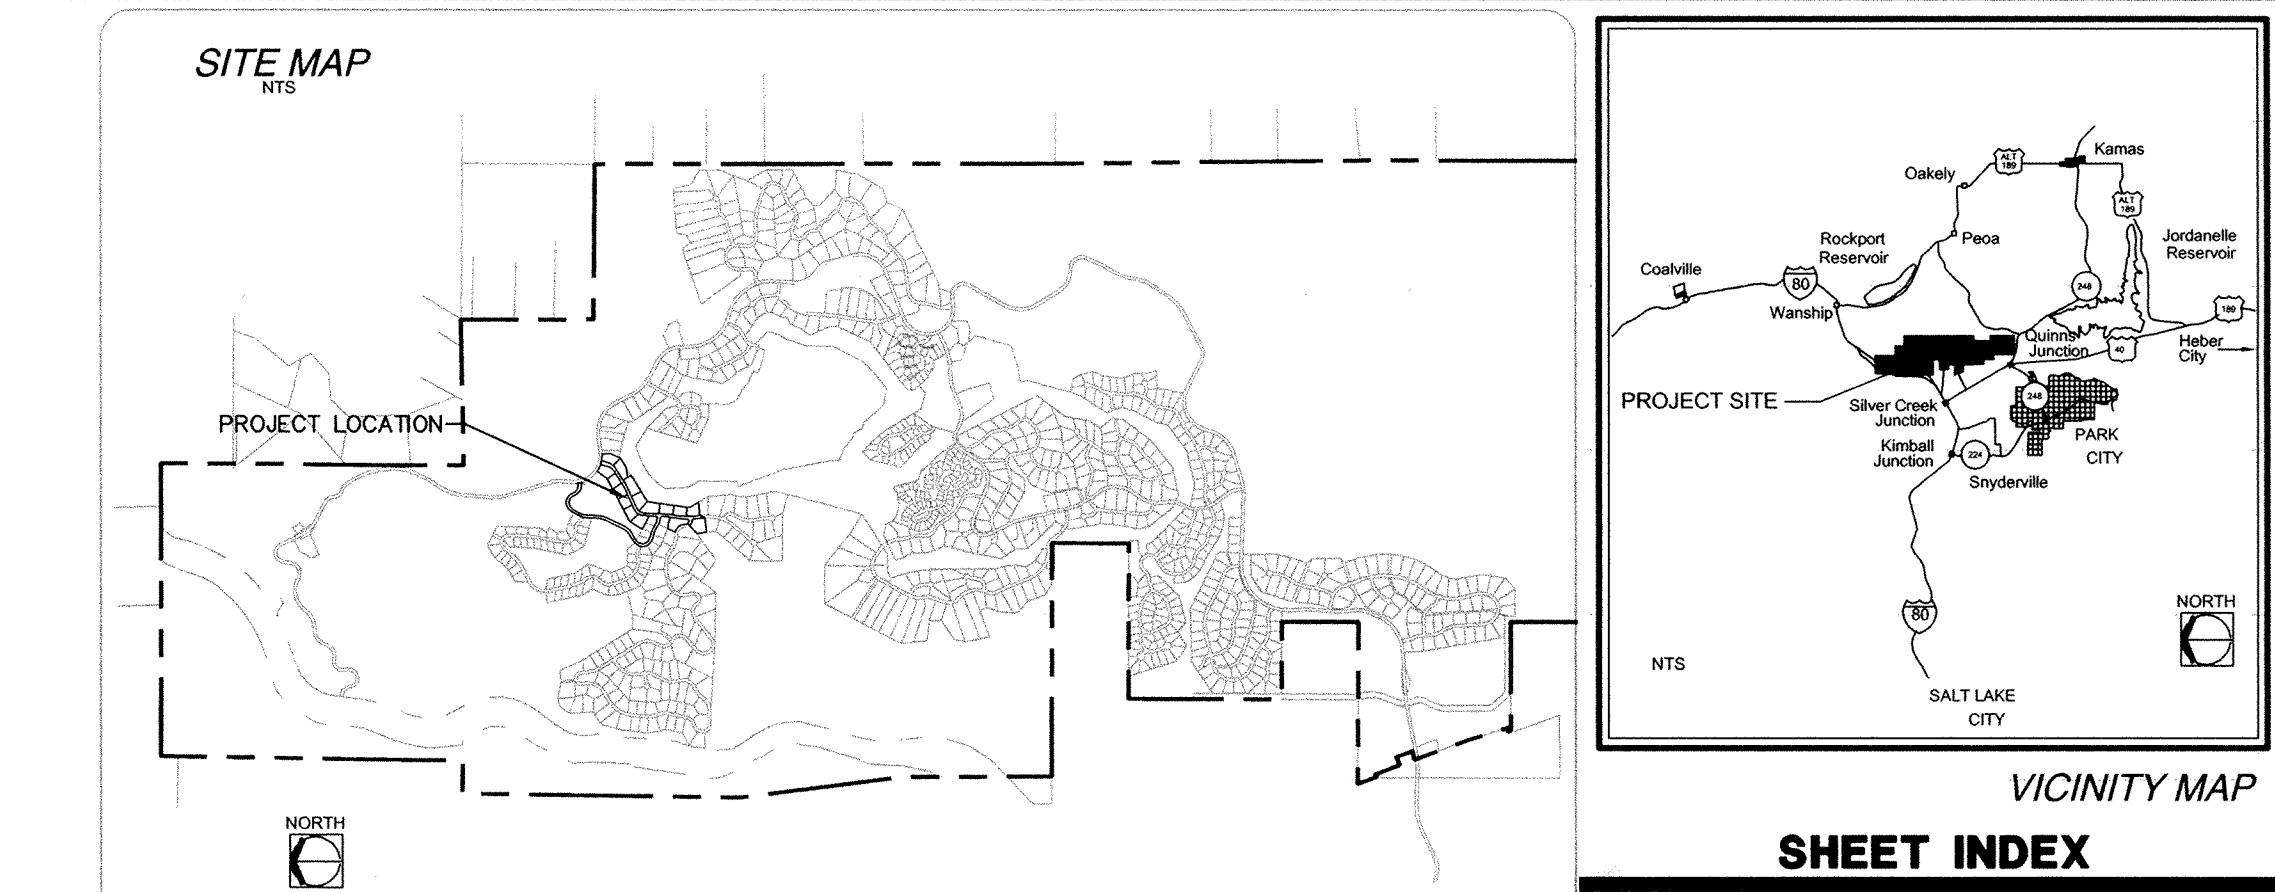 SITE MAP
NTS
PROJECT LOCATION
NORTH
Kamas
ALT
189
Oakely
ALT
189
Peoa
Rockport
Reservoir
Jordanelle
Reservoir
Coalville
80
248
Wanship
189
Quinns
Junction
40
Heber
City
PROJECT SITE
Silver Creek
Junction
248
PARK
CITY
Kimball
Junction
224
Snyderville
80
NORTH
NTS
SALT LAKE
CITY
VICINITY MAP
SHEET INDEX